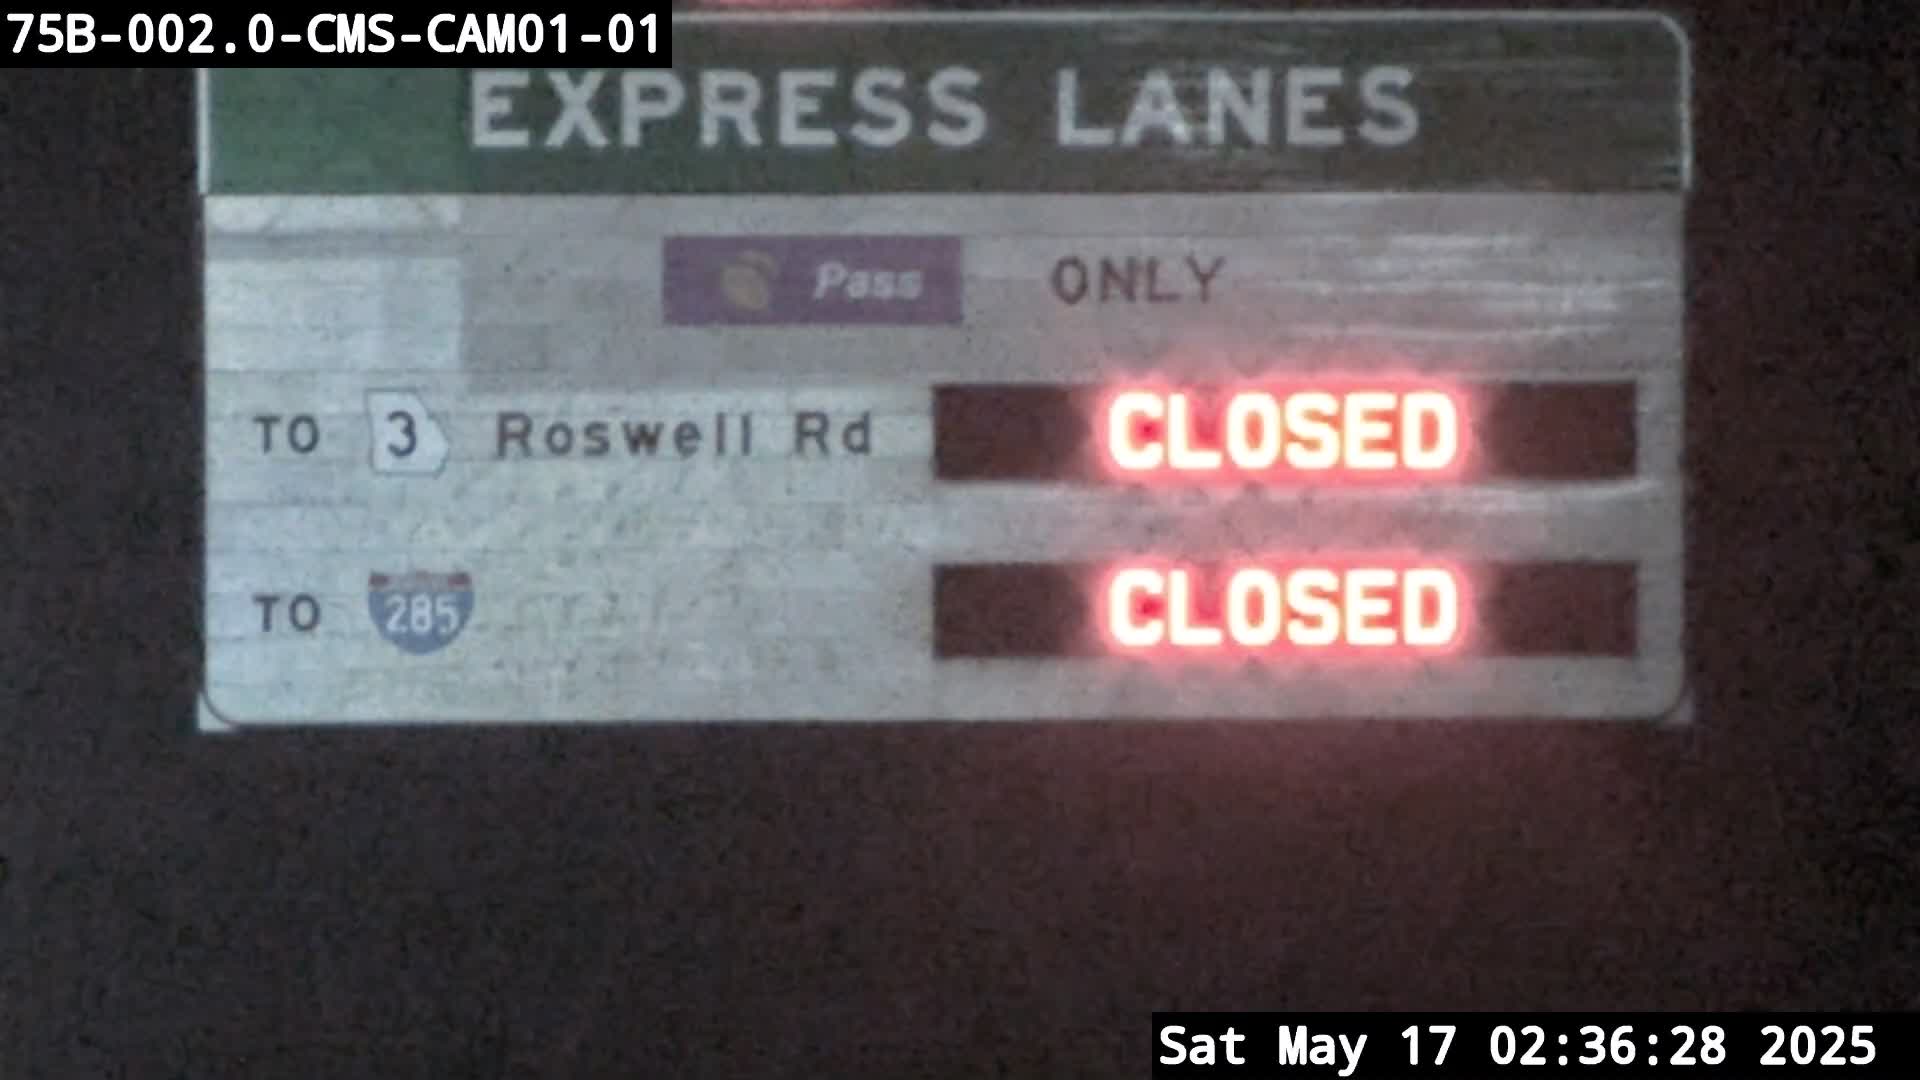 75B-002.0-CMS-CAM01-01
EXPRESS LANES
Pass ONLY
TO 3 Roswell Rd CLOSED
TO 285 CLOSED
Sat May 17 02:36:28 2025